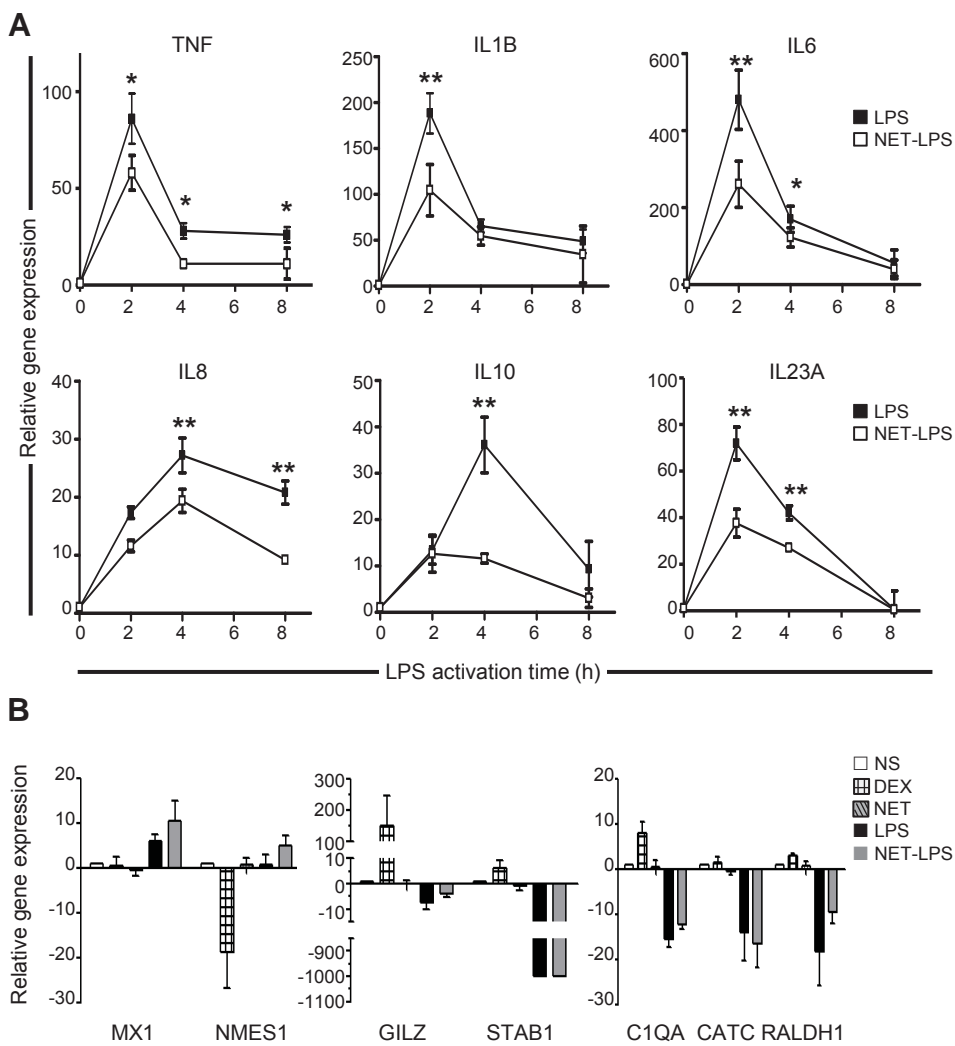 A
TNF
IL1B
IL6
Relative gene expression
100
50
0
0 2 4 6 8
*
*
*
250
200
150
100
50
0
0 2 4 6 8
**
600
400
200
0
0 2 4 6 8
**
*
LPS
NET-LPS
IL8
IL10
IL23A
40
30
20
10
0
0 2 4 6 8
**
**
50
40
30
20
10
0
0 2 4 6 8
**
100
80
60
40
20
0
0 2 4 6 8
**
**
LPS
NET-LPS
LPS activation time (h)
B
Relative gene expression
20
10
0
-10
-20
-30
MX1 NMES1
300
200
100
10
0
-10
-900
-1000
-1100
GILZ STAB1
20
10
0
-10
-20
-30
C1QA CATC RALDH1
NS
DEX
NET
LPS
NET-LPS